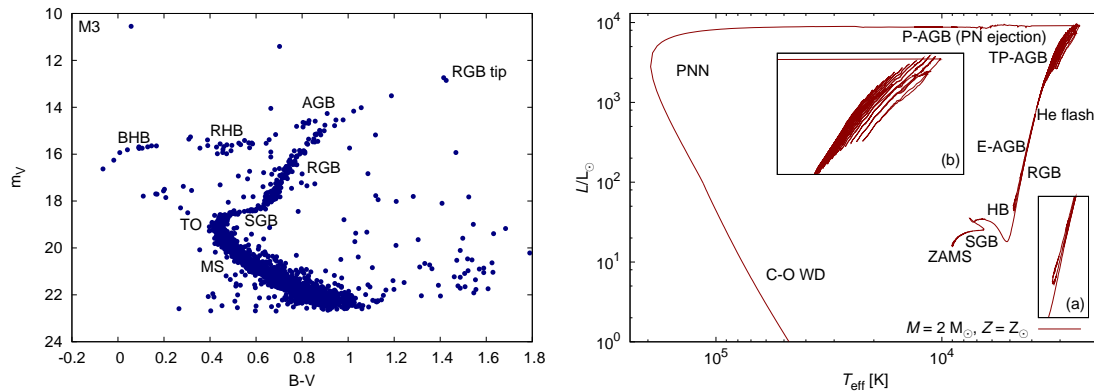 M3
RGB tip
AGB
BHB
RHB
RGB
TO
SGB
MS
10
12
14
16
18
20
22
24
m_V
-0.2 0 0.2 0.4 0.6 0.8 1 1.2 1.4 1.6 1.8
B-V
10^4
10^3
10^2
10^1
10^0
L/L_⊙
P-AGB (PN ejection)
TP-AGB
PNN
He flash
E-AGB
(b)
RGB
HB
SGB
ZAMS
C-O WD
(a)
M = 2 M_⊙, Z = Z_⊙
10^5 10^4
T_eff [K]